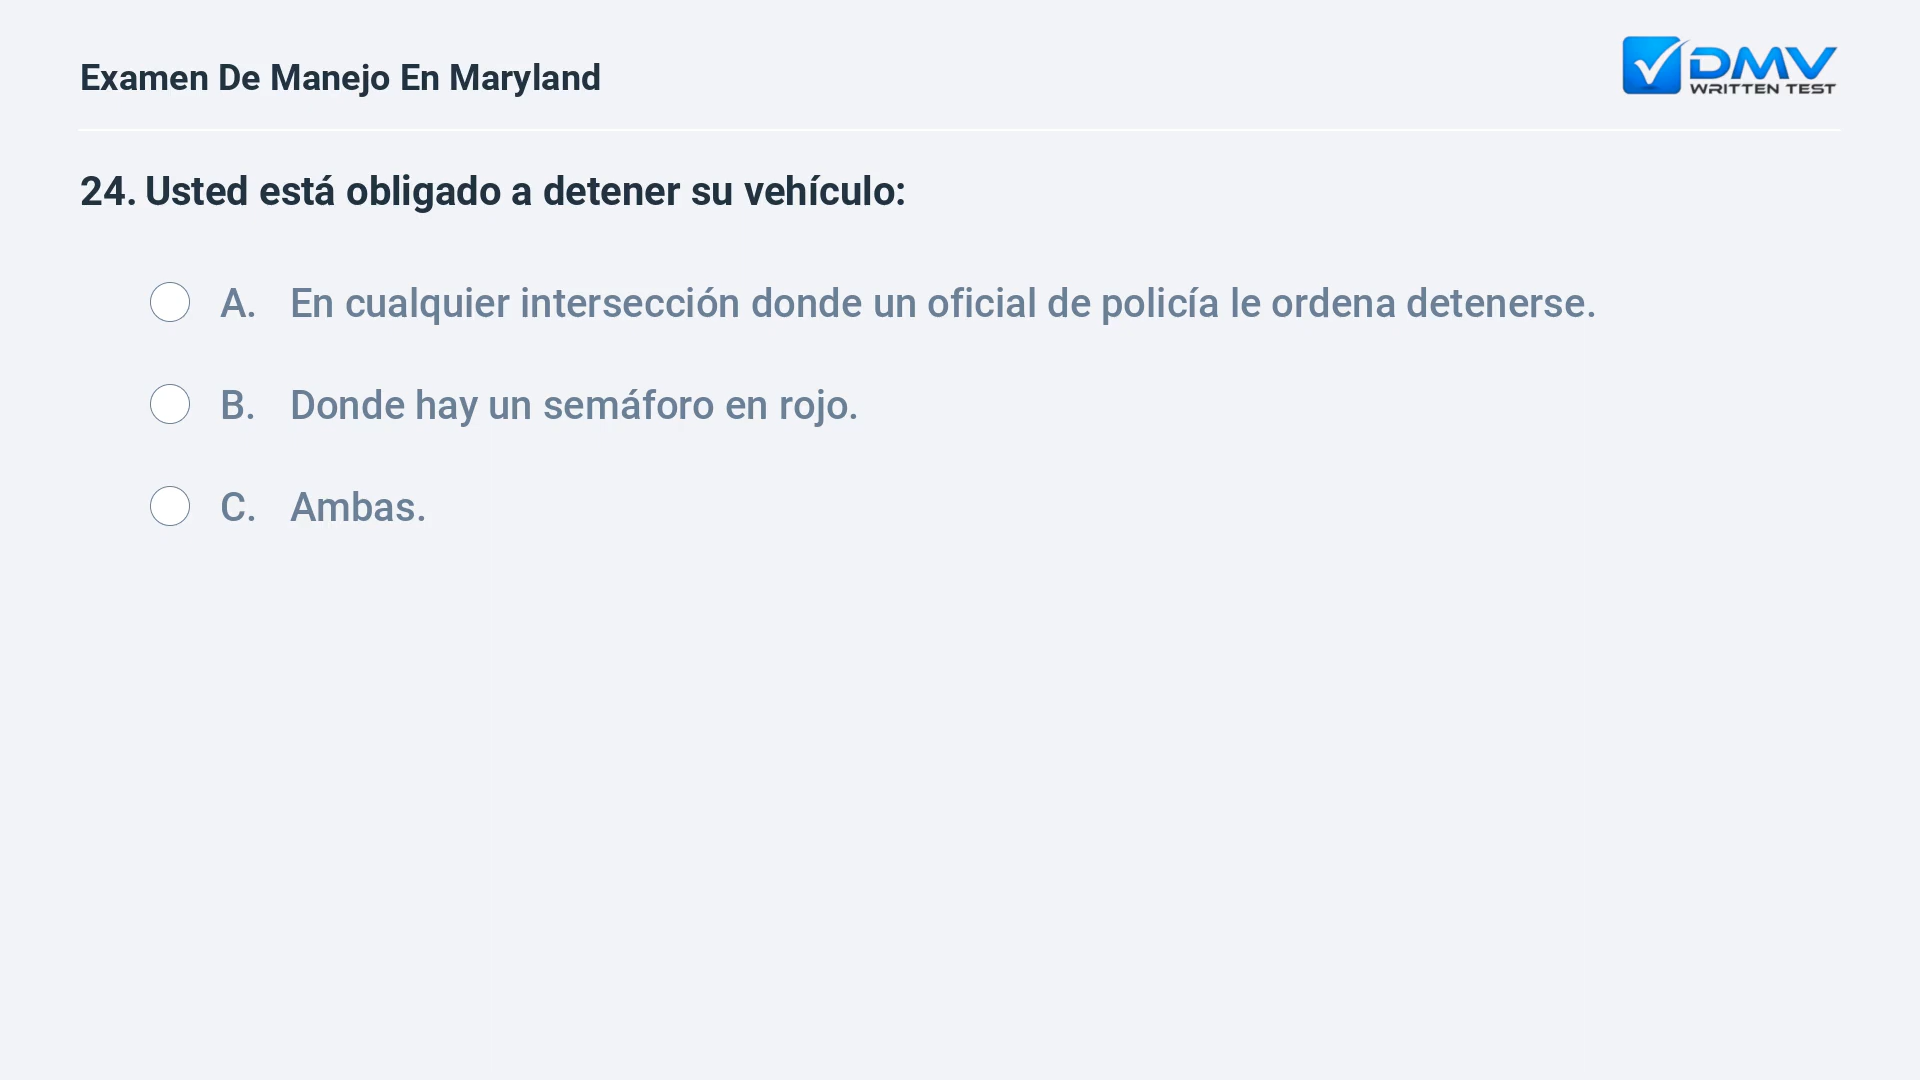 Examen De Manejo En Maryland
DMV
WRITTEN TEST
24. Usted está obligado a detener su vehículo:
A. En cualquier intersección donde un oficial de policía le ordena detenerse.
B. Donde hay un semáforo en rojo.
C. Ambas.